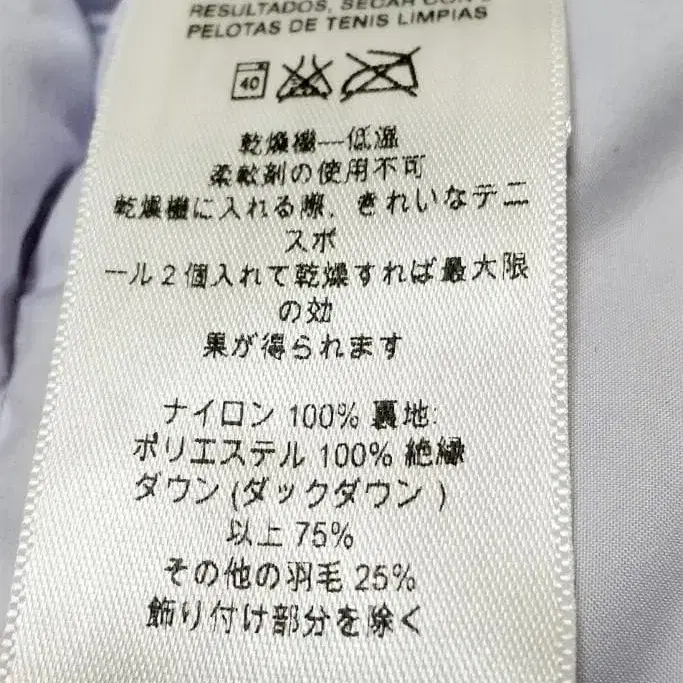 RESULTADOS, SECAR CON 2
PELOTAS DE TENIS LIMPIAS
40
乾燥機—低温
柔軟剤の使用不可
乾燥機に入れる際、きれいなテニ
スボ
ール2個入れて乾燥すれば最大限
の効
果が得られます
ナイロン 100% 裏地:
ポリエステル 100% 絶縁
ダウン (ダックダウン )
以上 75%
その他の羽毛 25%
飾り付け部分を除く